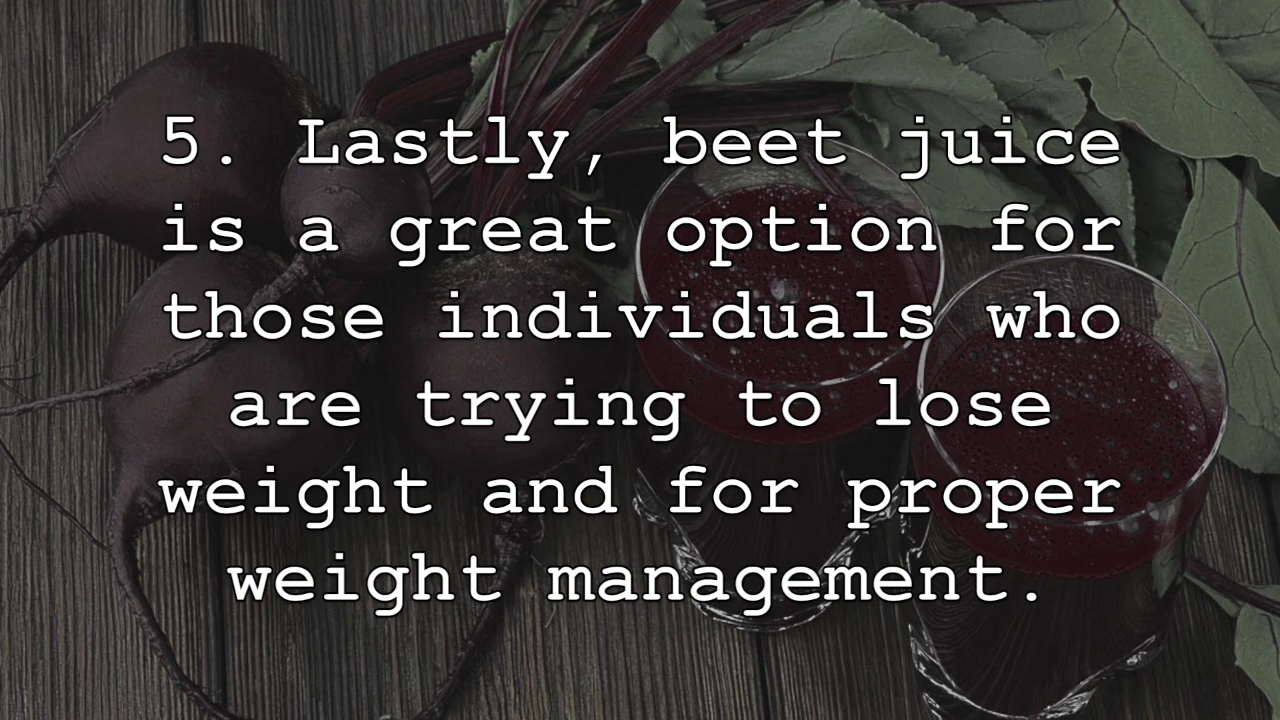 5. Lastly, beet juice
is a great option for
those individuals who
are trying to lose
weight and for proper
weight management.